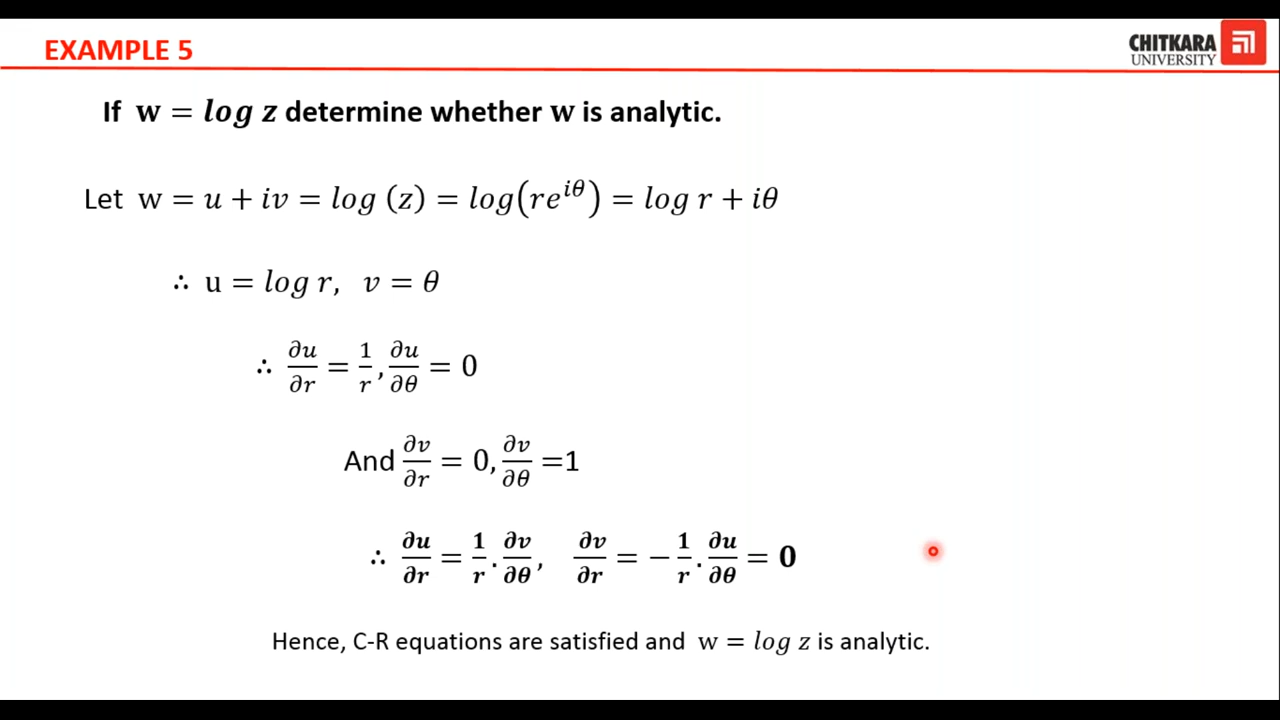 EXAMPLE 5
CHITKARA
UNIVERSITY
If w = log z determine whether w is analytic.
Let w = u + iv = log (z) = log(re^{iθ}) = log r + iθ
∴ u = log r, v = θ
∴ ∂u/∂r = 1/r, ∂u/∂θ = 0
And ∂v/∂r = 0, ∂v/∂θ =1
∴ ∂u/∂r = 1/r . ∂v/∂θ, ∂v/∂r = − 1/r . ∂u/∂θ = 0
Hence, C-R equations are satisfied and w = log z is analytic.